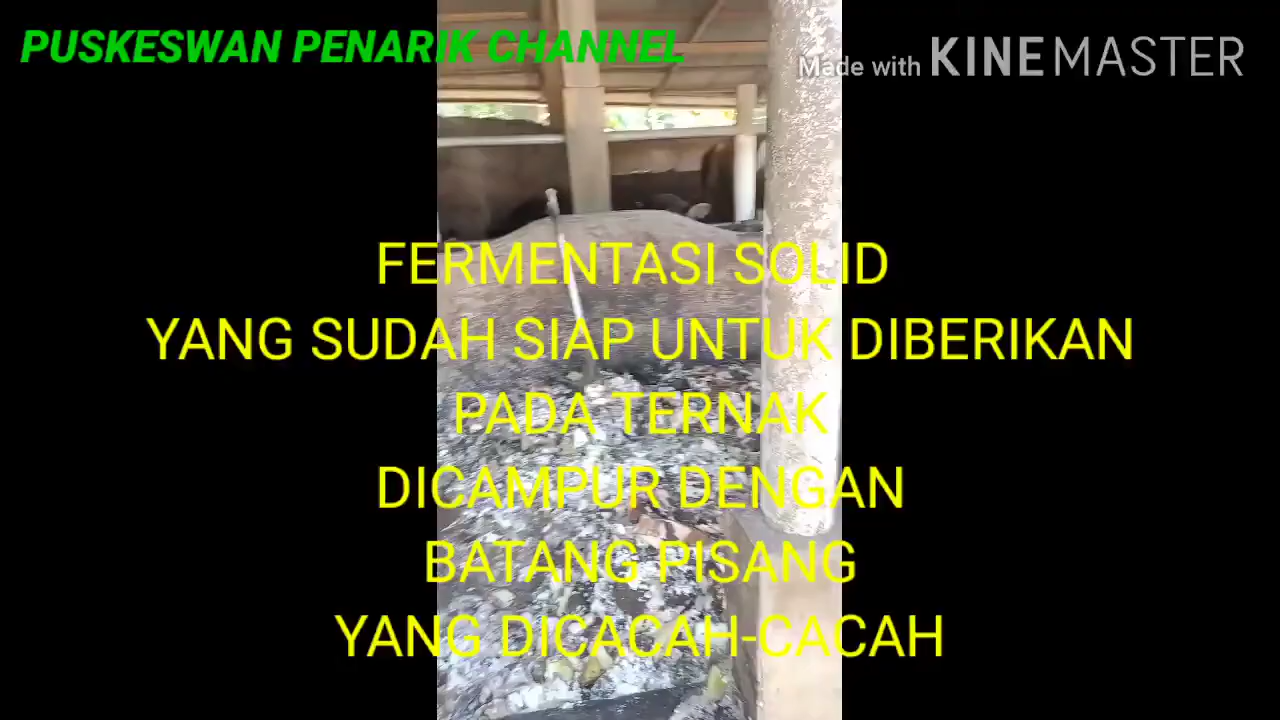 PUSKESWAN PENARIK CHANNEL
Made with KINEMASTER
FERMENTASI SOLID
YANG SUDAH SIAP UNTUK DIBERIKAN
PADA TERNAK
DICAMPUR DENGAN
BATANG PISANG
YANG DICACAH-CACAH